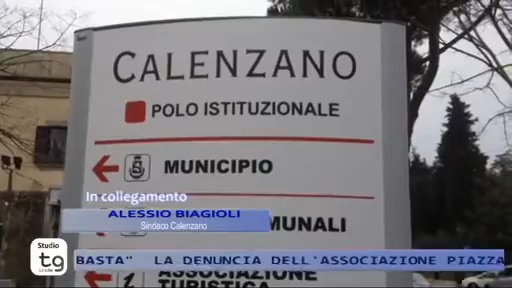 CALENZANO
POLO ISTITUZIONALE
MUNICIPIO
In collegamento
ALESSIO BIAGIOLI
MUNALI
Sindaco Calenzano
Studio
tg
BASTA" LA DENUNCIA DELL'ASSOCIAZIONE PIAZZA
ASSOCIAZIONE
TURISTICA